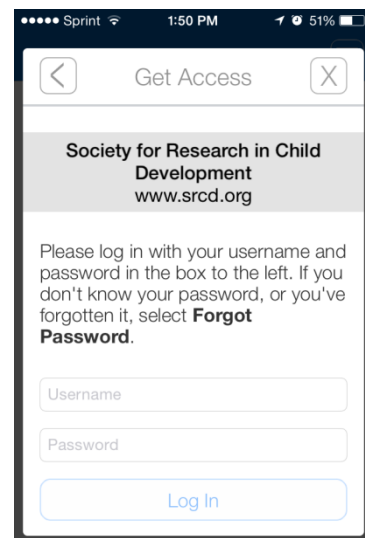 ●●●●● Sprint 1:50 PM 51%
Get Access X
Society for Research in Child
Development
www.srcd.org
Please log in with your username and
password in the box to the left. If you
don't know your password, or you've
forgotten it, select Forgot
Password.
Username
Password
Log In